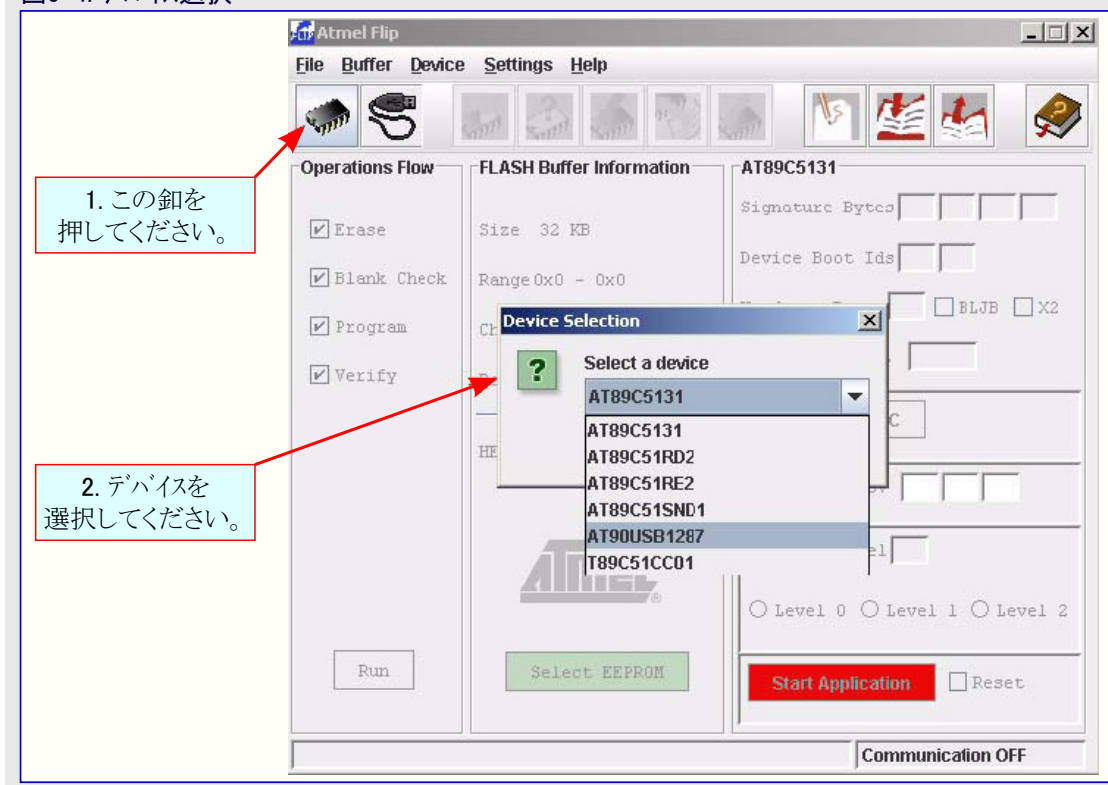 Atmel Flip
File Buffer Device Settings Help
1. この釦を
押してください。
2. デバイスを
選択してください。
Operations Flow
Erase
Blank Check
Program
Verify
Run
FLASH Buffer Information
Size 32 KB
Range 0x0 - 0x0
HE
ATMEL
®
Select EEPROM
AT89C5131
Signature Bytes
Device Boot Ids
BLJB X2
Level 0 Level 1 Level 2
Start Application Reset
Device Selection
Select a device
AT89C5131
AT89C5131
AT89C51RD2
AT89C51RE2
AT89C51SND1
AT90USB1287
T89C51CC01
Communication OFF